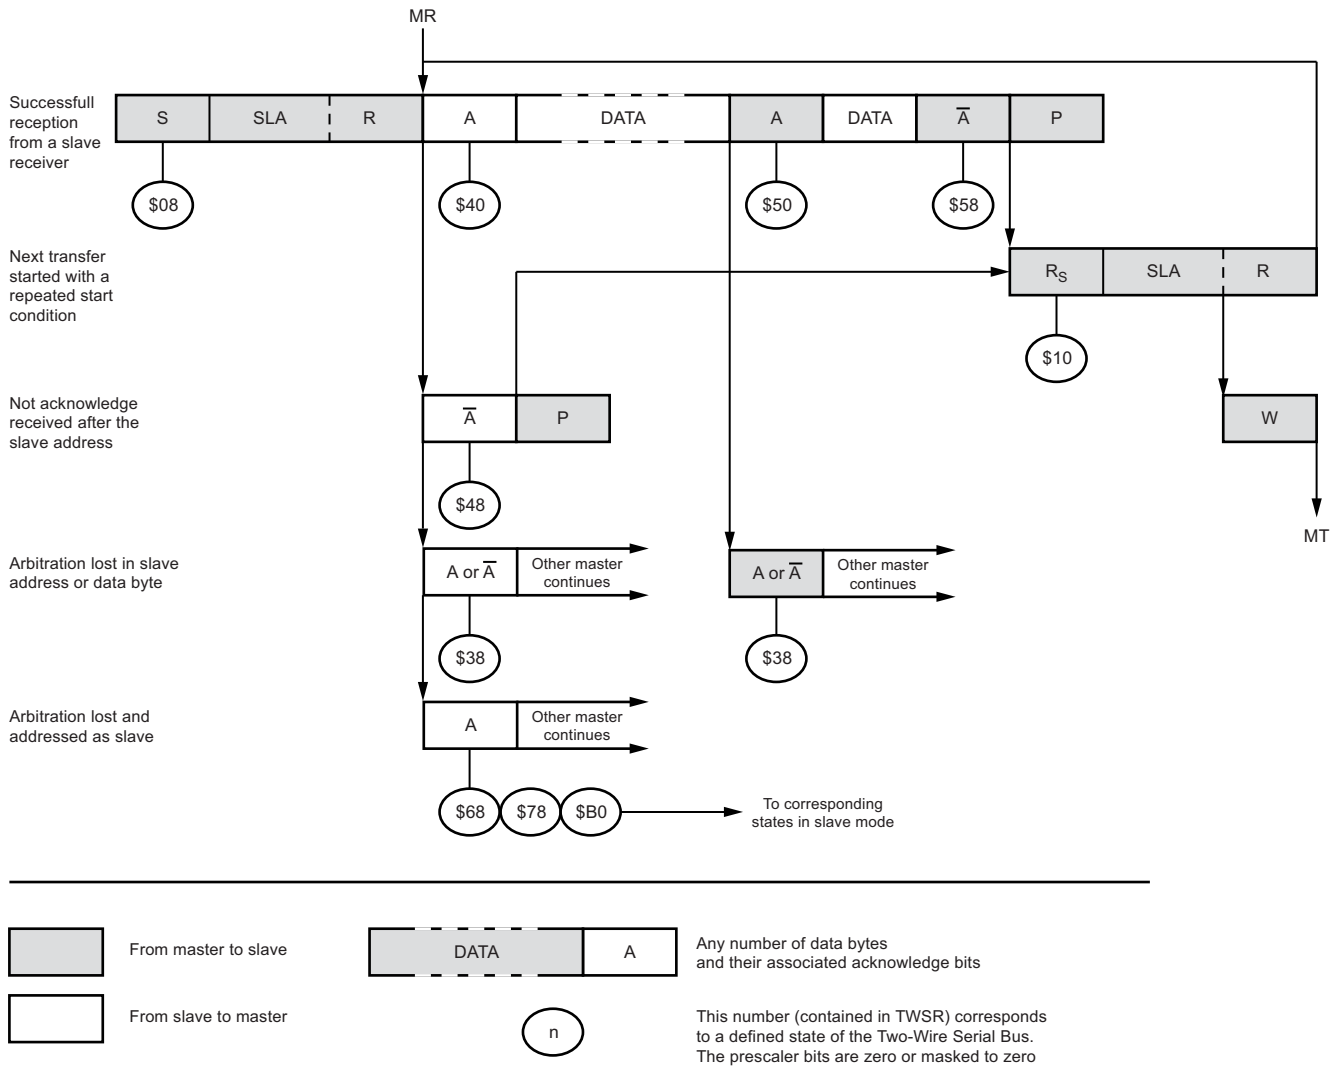 MR
Successfull
reception
from a slave
receiver
S SLA R A DATA A DATA A̅ P
$08 $40 $50 $58
Next transfer
started with a
repeated start
condition
RS SLA R
$10
Not acknowledge
received after the
slave address
A̅ P
W
$48
MT
Arbitration lost in slave
address or data byte
A or A̅
Other master
continues
A or A̅
Other master
continues
$38 $38
Arbitration lost and
addressed as slave
A
Other master
continues
$68 $78 $B0
To corresponding
states in slave mode
From master to slave
DATA A
Any number of data bytes
and their associated acknowledge bits
From slave to master
n
This number (contained in TWSR) corresponds
to a defined state of the Two-Wire Serial Bus.
The prescaler bits are zero or masked to zero